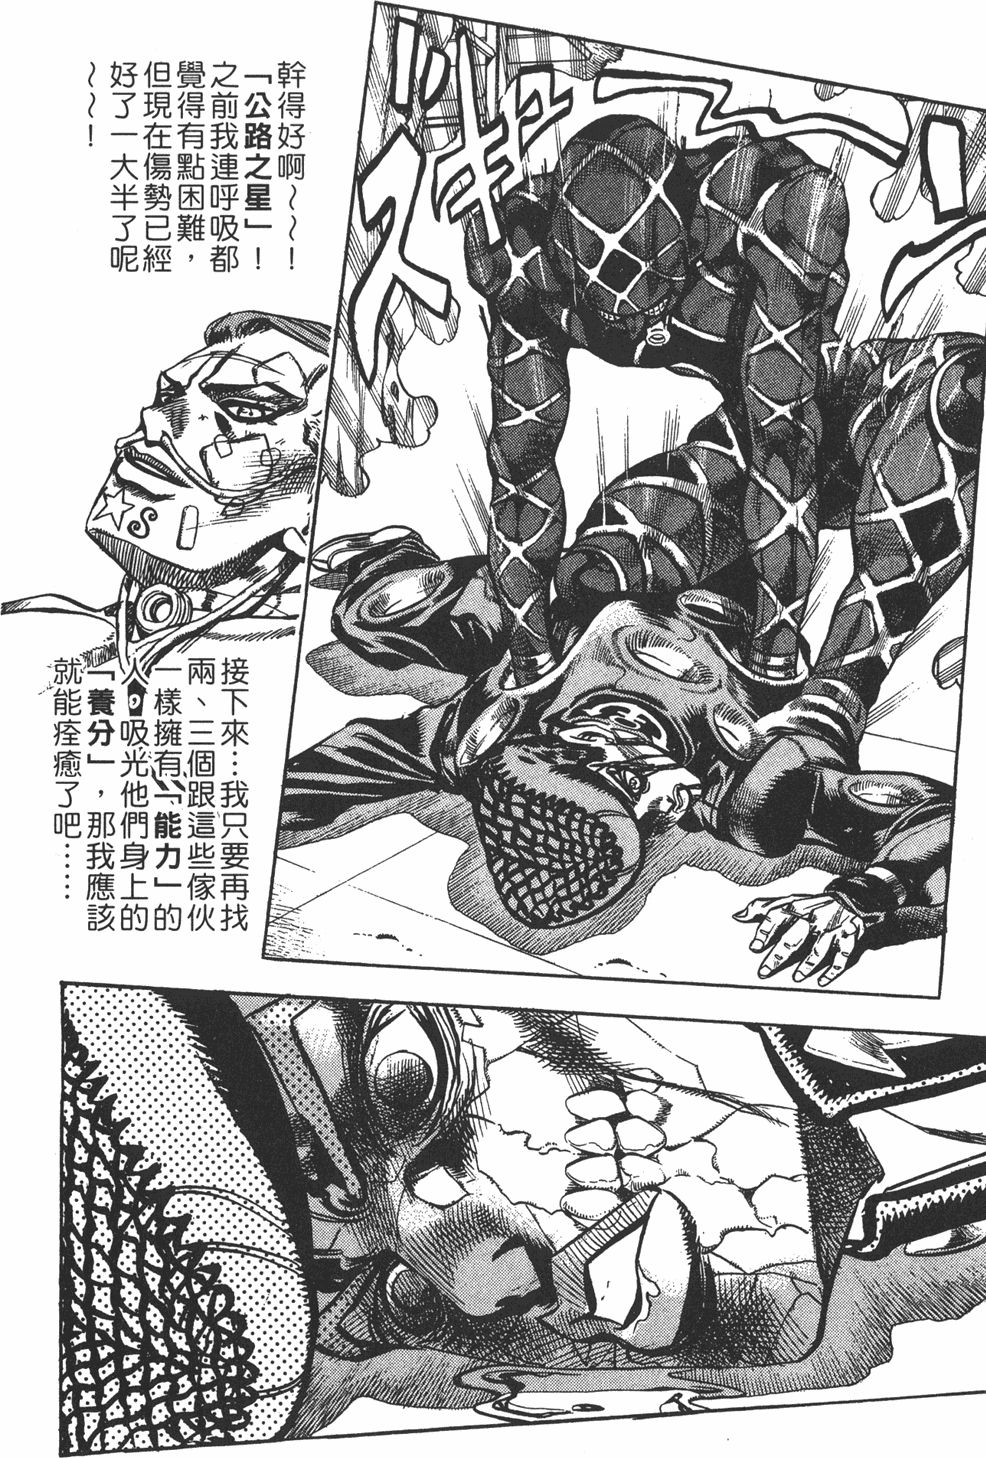 ズギギュ
幹得好啊～～！
「公路之星」！
之前我連呼吸都
覺得有點困難，
但現在傷勢已經
好了一大半了呢
～～！
S
接下來…我只要再找
兩、三個跟這些傢伙
一樣擁有「能力」的
人，吸光他們身上的
「養分」，那我應該
就能痊癒了吧……